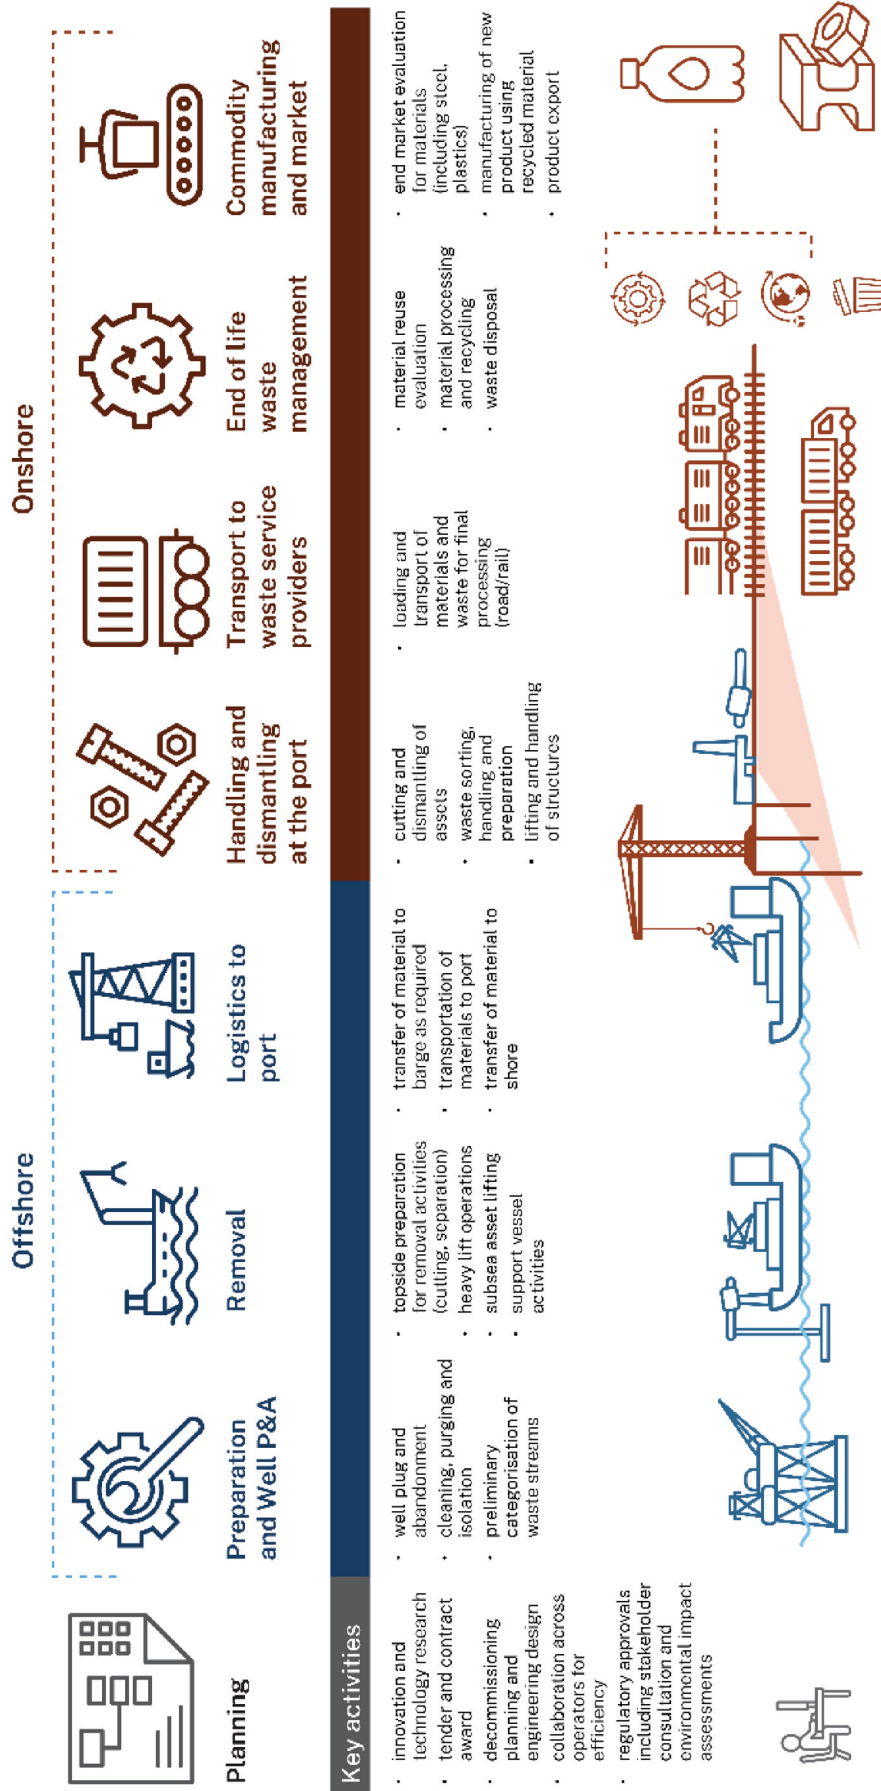 Offshore
Onshore
Planning
Preparation
and Well P&A
Removal
Logistics to
port
Handling and
dismantling
at the port
Transport to
waste service
providers
End of life
waste
management
Commodity
manufacturing
and market
Key activities
• innovation and
technology research
• tender and contract
award
• decommissioning
planning and
engineering design
• collaboration across
operators for
efficiency
• regulatory approvals
including stakeholder
consultation and
environmental impact
assessments
• well plug and
abandonment
• cleaning, purging and
isolation
• preliminary
categorisation of
waste streams
• topside preparation
for removal activities
(cutting, separation)
• heavy lift operations
• subsea asset lifting
• support vessel
activities
• transfer of material to
barge as required
• transportation of
materials to port
• transfer of material to
shore
• cutting and
dismantling of
assets
• waste sorting,
handling and
preparation
• lifting and handling
of structures
• loading and
transport of
materials and
waste for final
processing
(road/rail)
• material reuse
evaluation
• material processing
and recycling
• waste disposal
• end market evaluation
for materials
(including steel,
plastics)
• manufacturing of new
product using
recycled material
• product export